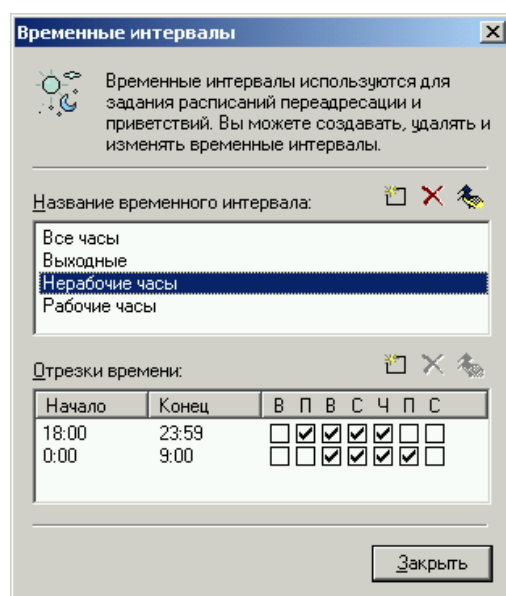 Временные интервалы
Временные интервалы используются для
задания расписаний переадресации и
приветствий. Вы можете создавать, удалять и
изменять временные интервалы.
Название временного интервала:
Все часы
Выходные
Нерабочие часы
Рабочие часы
Отрезки времени:
Начало Конец В П В С Ч П С
18:00 23:59
0:00 9:00
Закрыть